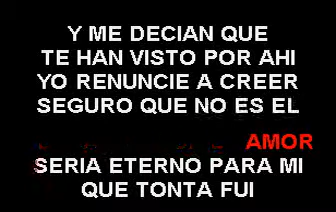 Y ME DECIAN QUE
TE HAN VISTO POR AHI
YO RENUNCIE A CREER
SEGURO QUE NO ES EL
AMOR
SERIA ETERNO PARA MI
QUE TONTA FUI